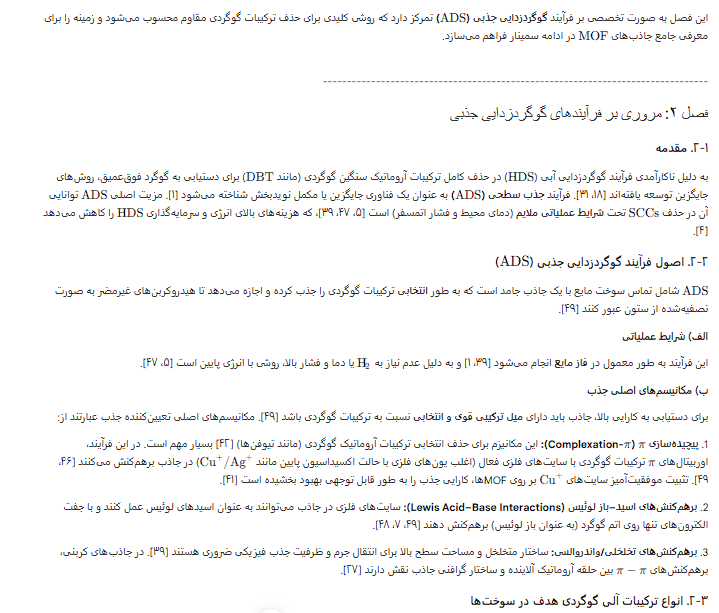 این فصل به صورت تخصصی بر فرآیند گوگردزدایی جذبی (ADS) تمرکز دارد که روشی کلیدی برای حذف ترکیبات گوگردی مقاوم محسوب می‌شود و زمینه را برای
معرفی جامع جاذب‌های MOF در ادامه سمینار فراهم می‌سازد.
--------------------------------------------------------------------------------
فصل ۲: مروری بر فرآیندهای گوگردزدایی جذبی
۲-۱. مقدمه
به دلیل ناکارآمدی فرآیند گوگردزدایی آبی (HDS) در حذف کامل ترکیبات آروماتیک سنگین گوگردی (مانند DBT) برای دستیابی به گوگرد فوق‌عمیق، روش‌های
جایگزین توسعه یافته‌اند [۱۸، ۳۱]. فرآیند جذب سطحی (ADS) به عنوان یک فناوری جایگزین یا مکمل نویدبخش شناخته می‌شود [۱]. مزیت اصلی ADS توانایی
آن در حذف SCCs تحت شرایط عملیاتی ملایم (دمای محیط و فشار اتمسفر) است [۵، ۴۷، ۳۹]، که هزینه‌های بالای انرژی و سرمایه‌گذاری HDS را کاهش می‌دهد
[۴].
۲-۲. اصول فرآیند گوگردزدایی جذبی (ADS)
ADS شامل تماس سوخت مایع با یک جاذب جامد است که به طور انتخابی ترکیبات گوگردی را جذب کرده و اجازه می‌دهد تا هیدروکربن‌های غیرمضر به صورت
تصفیه‌شده از ستون عبور کنند [۴۹].
الف) شرایط عملیاتی
این فرآیند به طور معمول در فاز مایع انجام می‌شود [۳۹، ۱] و به دلیل عدم نیاز به H₂ یا دما و فشار بالا، روشی با انرژی پایین است [۵، ۴۷].
ب) مکانیسم‌های اصلی جذب
برای دستیابی به کارایی بالا، جاذب باید دارای میل ترکیبی قوی و انتخابی نسبت به ترکیبات گوگردی باشد [۴۹]. مکانیسم‌های اصلی تعیین‌کننده جذب عبارتند از:
1. پیچیده‌سازی π (Complexation-π): این مکانیزم برای حذف انتخابی ترکیبات آروماتیک گوگردی (مانند تیوفن‌ها) [۴۲] بسیار مهم است. در این فرآیند،
اوربیتال‌های π ترکیبات گوگردی با سایت‌های فلزی فعال (اغلب یون‌های فلزی با حالت اکسیداسیون پایین مانند Cu⁺/Ag⁺) در جاذب برهم‌کنش می‌کنند [۴۶،
۴۹]. تثبیت موفقیت‌آمیز سایت‌های Cu⁺ بر روی MOFها، کارایی جذب را به طور قابل توجهی بهبود بخشیده است [۴۱].
2. برهم‌کنش‌های اسید–باز لوئیس (Lewis Acid–Base Interactions): سایت‌های فلزی در جاذب می‌توانند به عنوان اسیدهای لوئیس عمل کنند و با جفت
الکترون‌های تنها روی اتم گوگرد (به عنوان باز لوئیس) برهم‌کنش دهند [۴۹، ۷، ۴۸].
3. برهم‌کنش‌های تخلخلی/واندروالسی: ساختار متخلخل و مساحت سطح بالا برای انتقال جرم و ظرفیت جذب فیزیکی ضروری هستند [۳۹]. در جاذب‌های کربنی،
برهم‌کنش‌های π − π بین حلقه آروماتیک آلاینده و ساختار گرافنی جاذب نقش دارند [۲۷].
۲-۳. انواع ترکیبات آلی گوگردی هدف در سوخت‌ها